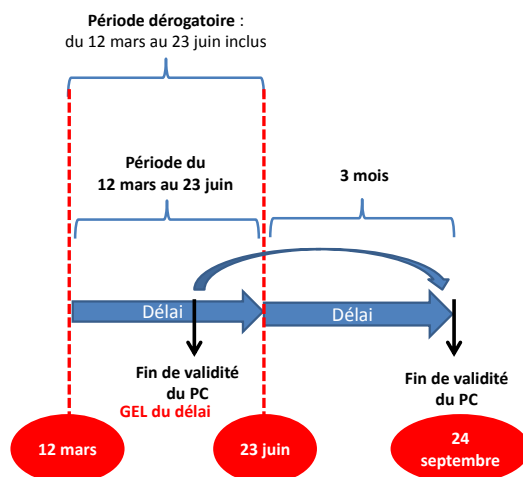 Période dérogatoire :
du 12 mars au 23 juin inclus
Période du
12 mars au 23 juin
3 mois
Délai
Délai
Fin de validité
du PC
GEL du délai
Fin de validité
du PC
12 mars
23 juin
24
septembre